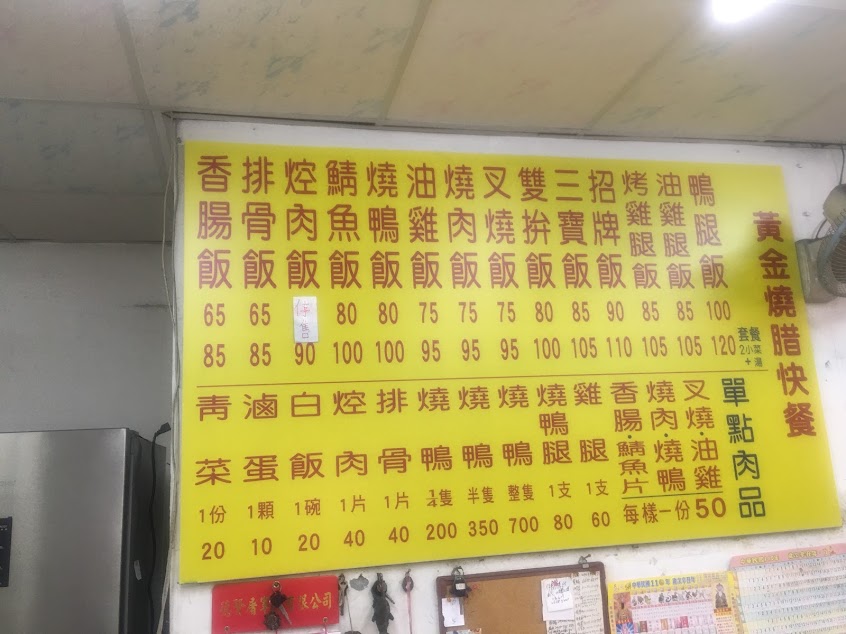 黃金燒腊快餐
鴨腿飯 100 120
油雞腿飯 85 105
烤雞腿飯 85 105
招牌飯 90 110
三寶飯 85 105
雙拚飯 80 100
叉燒飯 75 95
燒肉飯 75 95
油雞飯 75 95
燒鴨飯 80 100
鯖魚飯 80 100
焢肉飯 停售 90
排骨飯 65 85
香腸飯 65 85
套餐
2小菜
+湯
單點肉品
叉燒·油雞
燒肉·燒鴨
香腸·鯖魚片
每樣一份50
雞腿 1支 60
燒鴨腿 1支 80
燒鴨 整隻 700
燒鴨 半隻 350
燒鴨 ¼隻 200
排骨 1片 40
焢肉 1片 40
白飯 1碗 20
滷蛋 1顆 10
青菜 1份 20
限公司